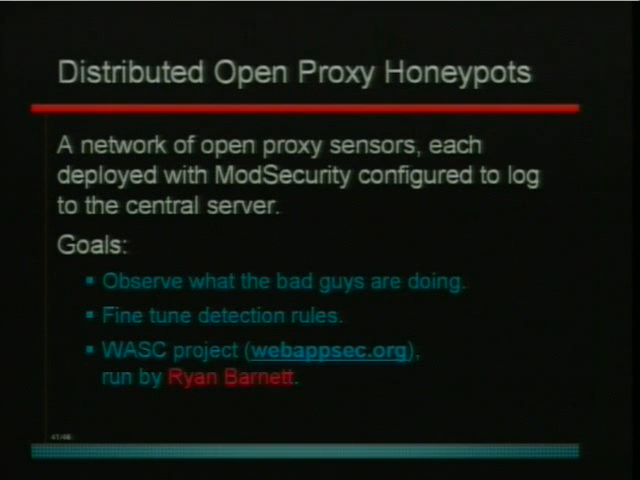 Distributed Open Proxy Honeypots
A network of open proxy sensors, each
deployed with ModSecurity configured to log
to the central server.
Goals:
▪ Observe what the bad guys are doing.
▪ Fine tune detection rules.
▪ WASC project (webappsec.org),
run by Ryan Barnett.